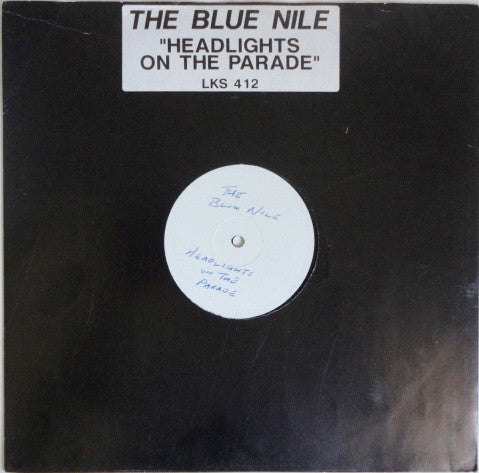 THE BLUE NILE
"HEADLIGHTS
ON THE PARADE"
LKS 412
THE
BLUE NILE
HEADLIGHTS
ON THE
PARADE